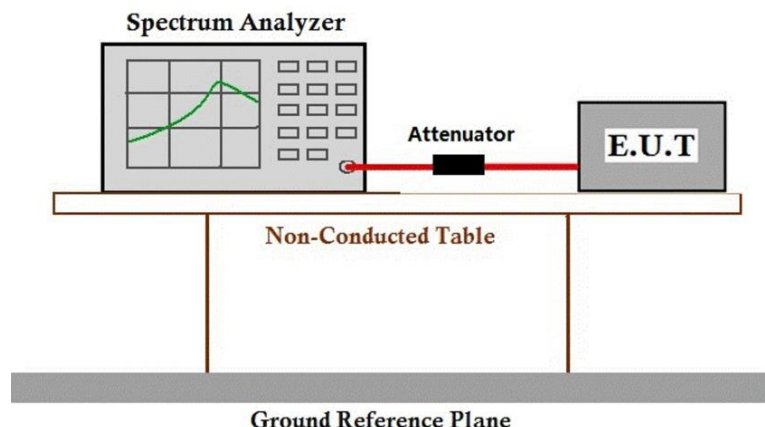 Spectrum Analyzer
Attenuator
E.U.T
Non-Conducted Table
Ground Reference Plane